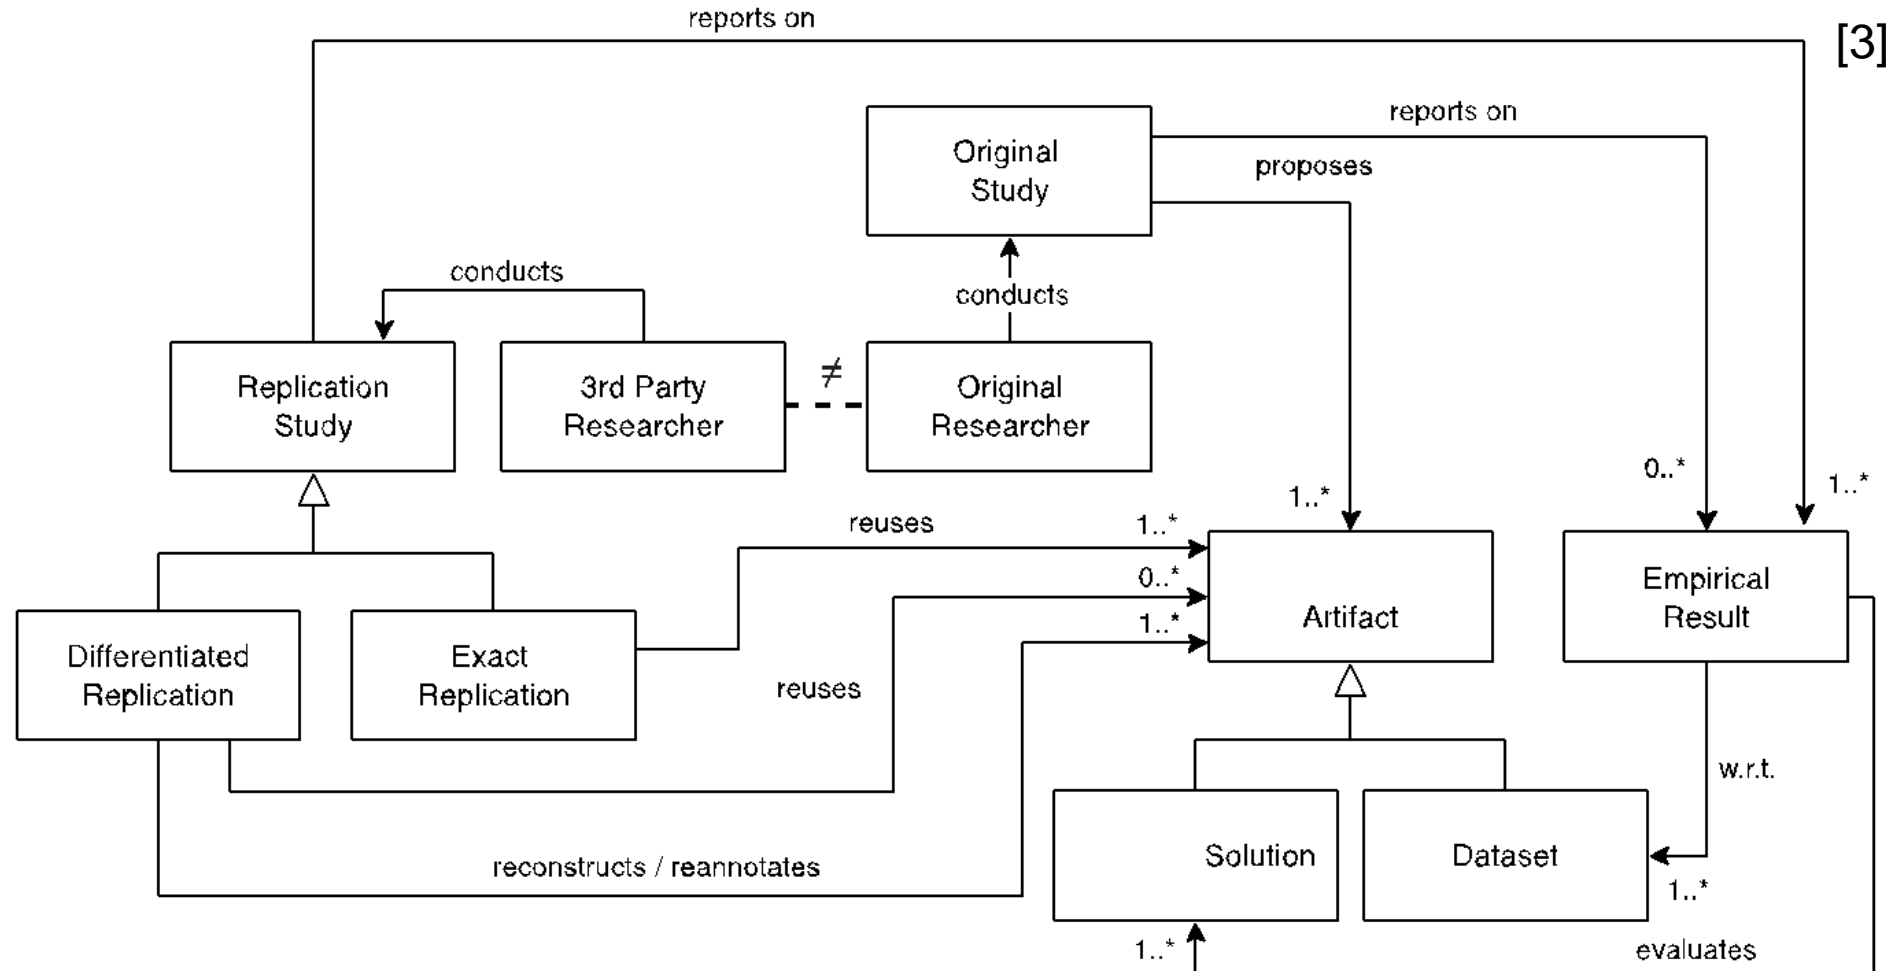 reports on
[3]
reports on
Original
Study
proposes
conducts
conducts
Replication
Study
3rd Party
Researcher
≠
Original
Researcher
0..*
1..*
1..*
reuses
1..*
0..*
1..*
Artifact
Empirical
Result
Differentiated
Replication
Exact
Replication
reuses
w.r.t.
reconstructs / reannotates
Solution
Dataset
1..*
1..*
evaluates